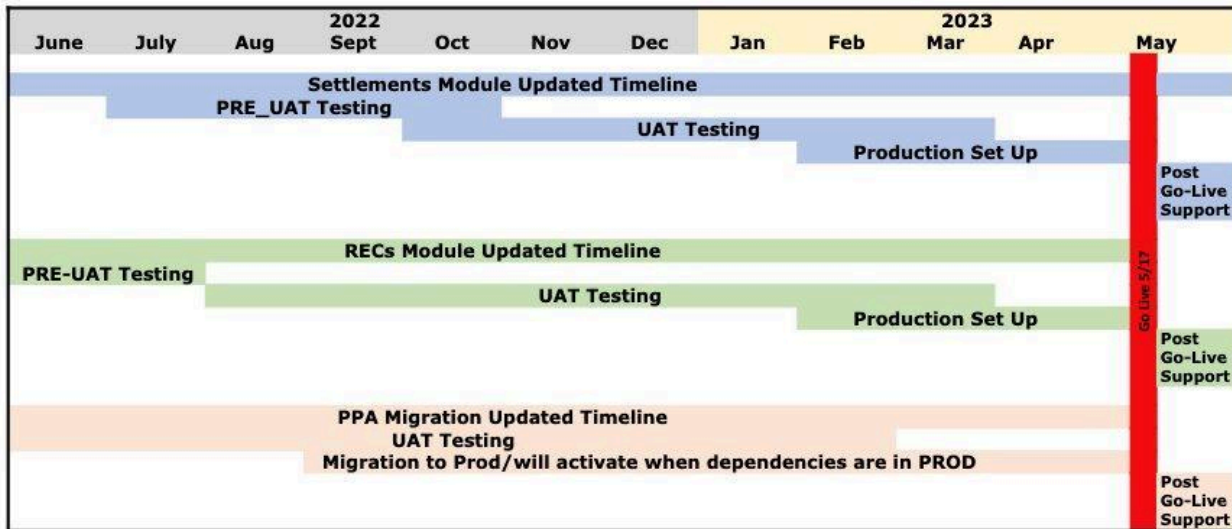 2022 2023
June July Aug Sept Oct Nov Dec Jan Feb Mar Apr May
Settlements Module Updated Timeline
PRE_UAT Testing
UAT Testing
Production Set Up
Post
Go-Live
Support
RECs Module Updated Timeline
PRE-UAT Testing
UAT Testing
Production Set Up
Go Live 5/17
Post
Go-Live
Support
PPA Migration Updated Timeline
UAT Testing
Migration to Prod/will activate when dependencies are in PROD
Post
Go-Live
Support